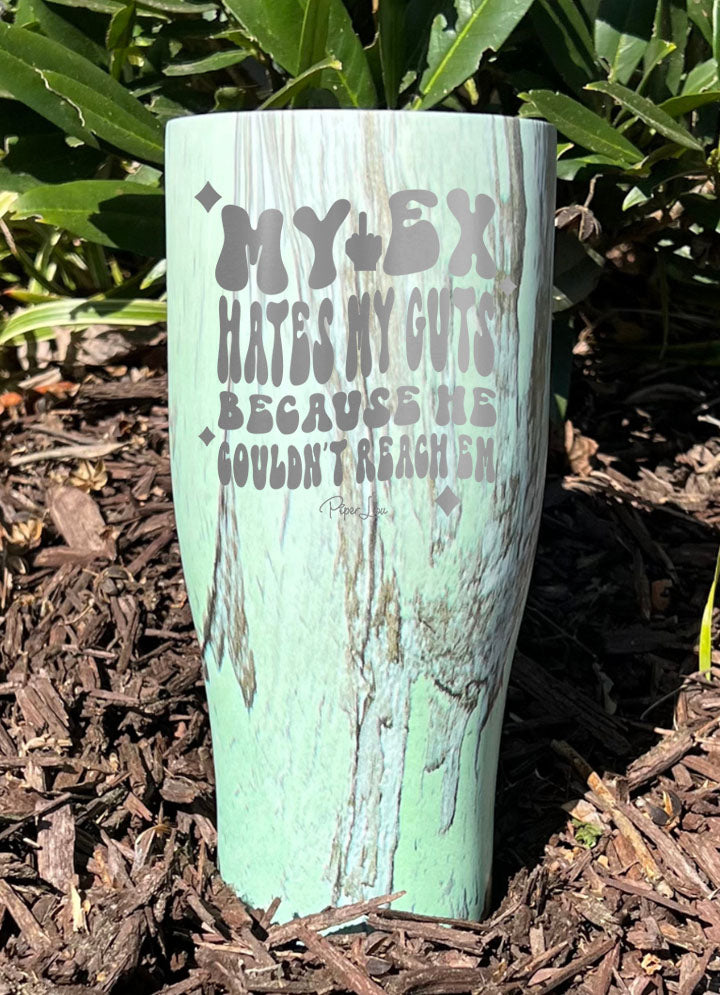 MY EX
HATES MY GUTS
BECAUSE HE
COULDN'T REACH EM
Piper Lou